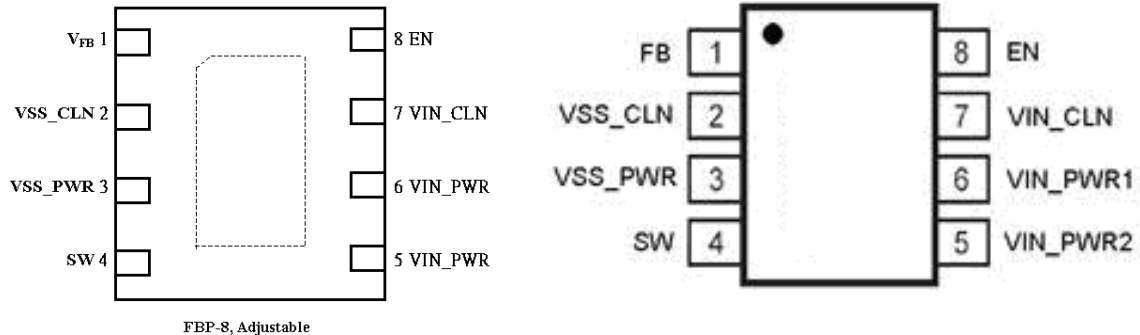 V_FB 1
8 EN
VSS_CLN 2
7 VIN_CLN
VSS_PWR 3
6 VIN_PWR
SW 4
5 VIN_PWR
FBP-8, Adjustable
FB 1
8 EN
VSS_CLN 2
7 VIN_CLN
VSS_PWR 3
6 VIN_PWR1
SW 4
5 VIN_PWR2